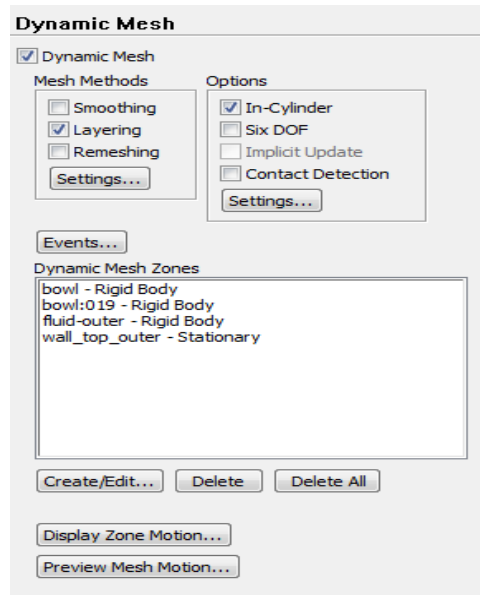 Dynamic Mesh
Dynamic Mesh
Mesh Methods
Smoothing
Layering
Remeshing
Settings...
Options
In-Cylinder
Six DOF
Implicit Update
Contact Detection
Settings...
Events...
Dynamic Mesh Zones
bowl - Rigid Body
bowl:019 - Rigid Body
fluid-outer - Rigid Body
wall_top_outer - Stationary
Create/Edit... Delete Delete All
Display Zone Motion...
Preview Mesh Motion...